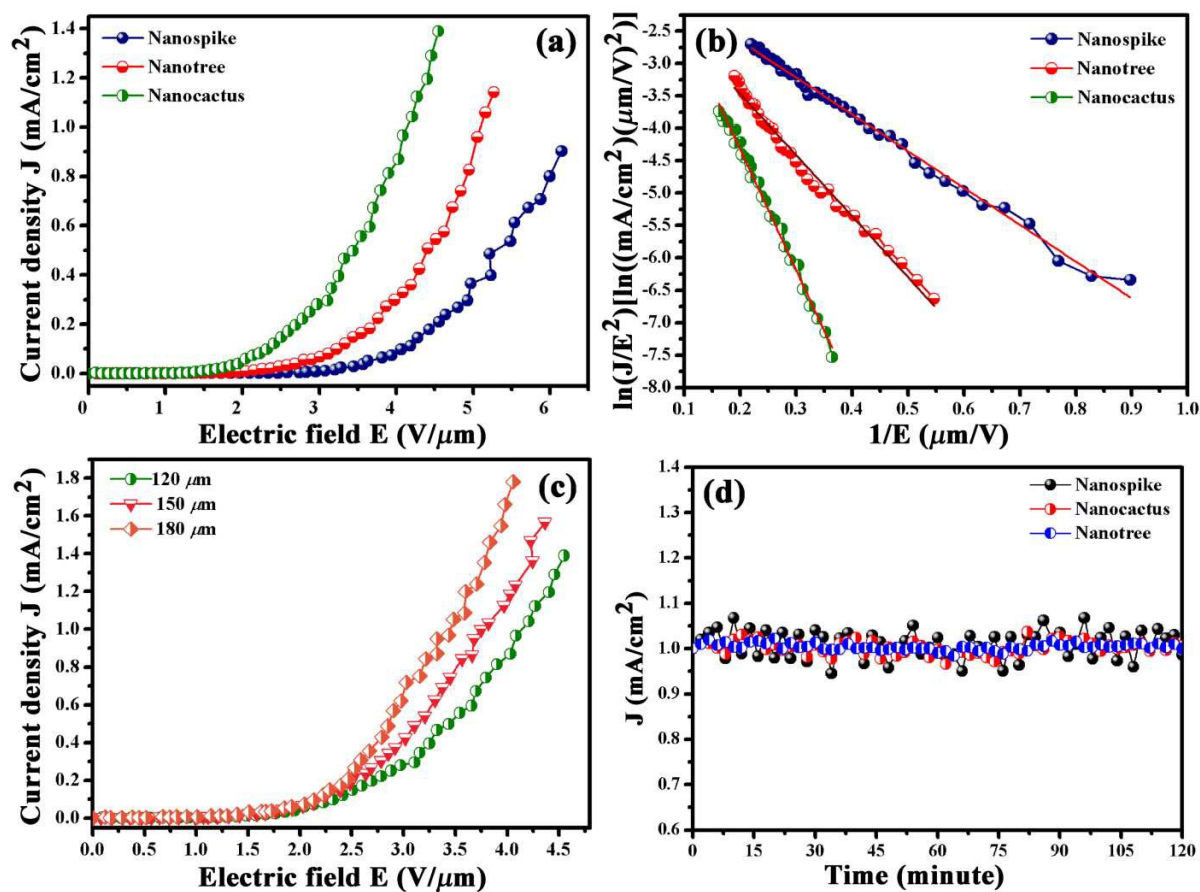 (a)
Nanospike
Nanotree
Nanocactus
Current density J (mA/cm²)
1.4
1.2
1.0
0.8
0.6
0.4
0.2
0.0
0 1 2 3 4 5 6
Electric field E (V/μm)
(b)
Nanospike
Nanotree
Nanocactus
ln(J/E²)[ln((mA/cm²)(μm/V)²)]
-2.5
-3.0
-3.5
-4.0
-4.5
-5.0
-5.5
-6.0
-6.5
-7.0
-7.5
-8.0
0.1 0.2 0.3 0.4 0.5 0.6 0.7 0.8 0.9 1.0
1/E (μm/V)
(c)
120 μm
150 μm
180 μm
Current density J (mA/cm²)
1.8
1.6
1.4
1.2
1.0
0.8
0.6
0.4
0.2
0.0
0.0 0.5 1.0 1.5 2.0 2.5 3.0 3.5 4.0 4.5
Electric field E (V/μm)
(d)
Nanospike
Nanocactus
Nanotree
J (mA/cm²)
1.4
1.3
1.2
1.1
1.0
0.9
0.8
0.7
0.6
0 15 30 45 60 75 90 105 120
Time (minute)